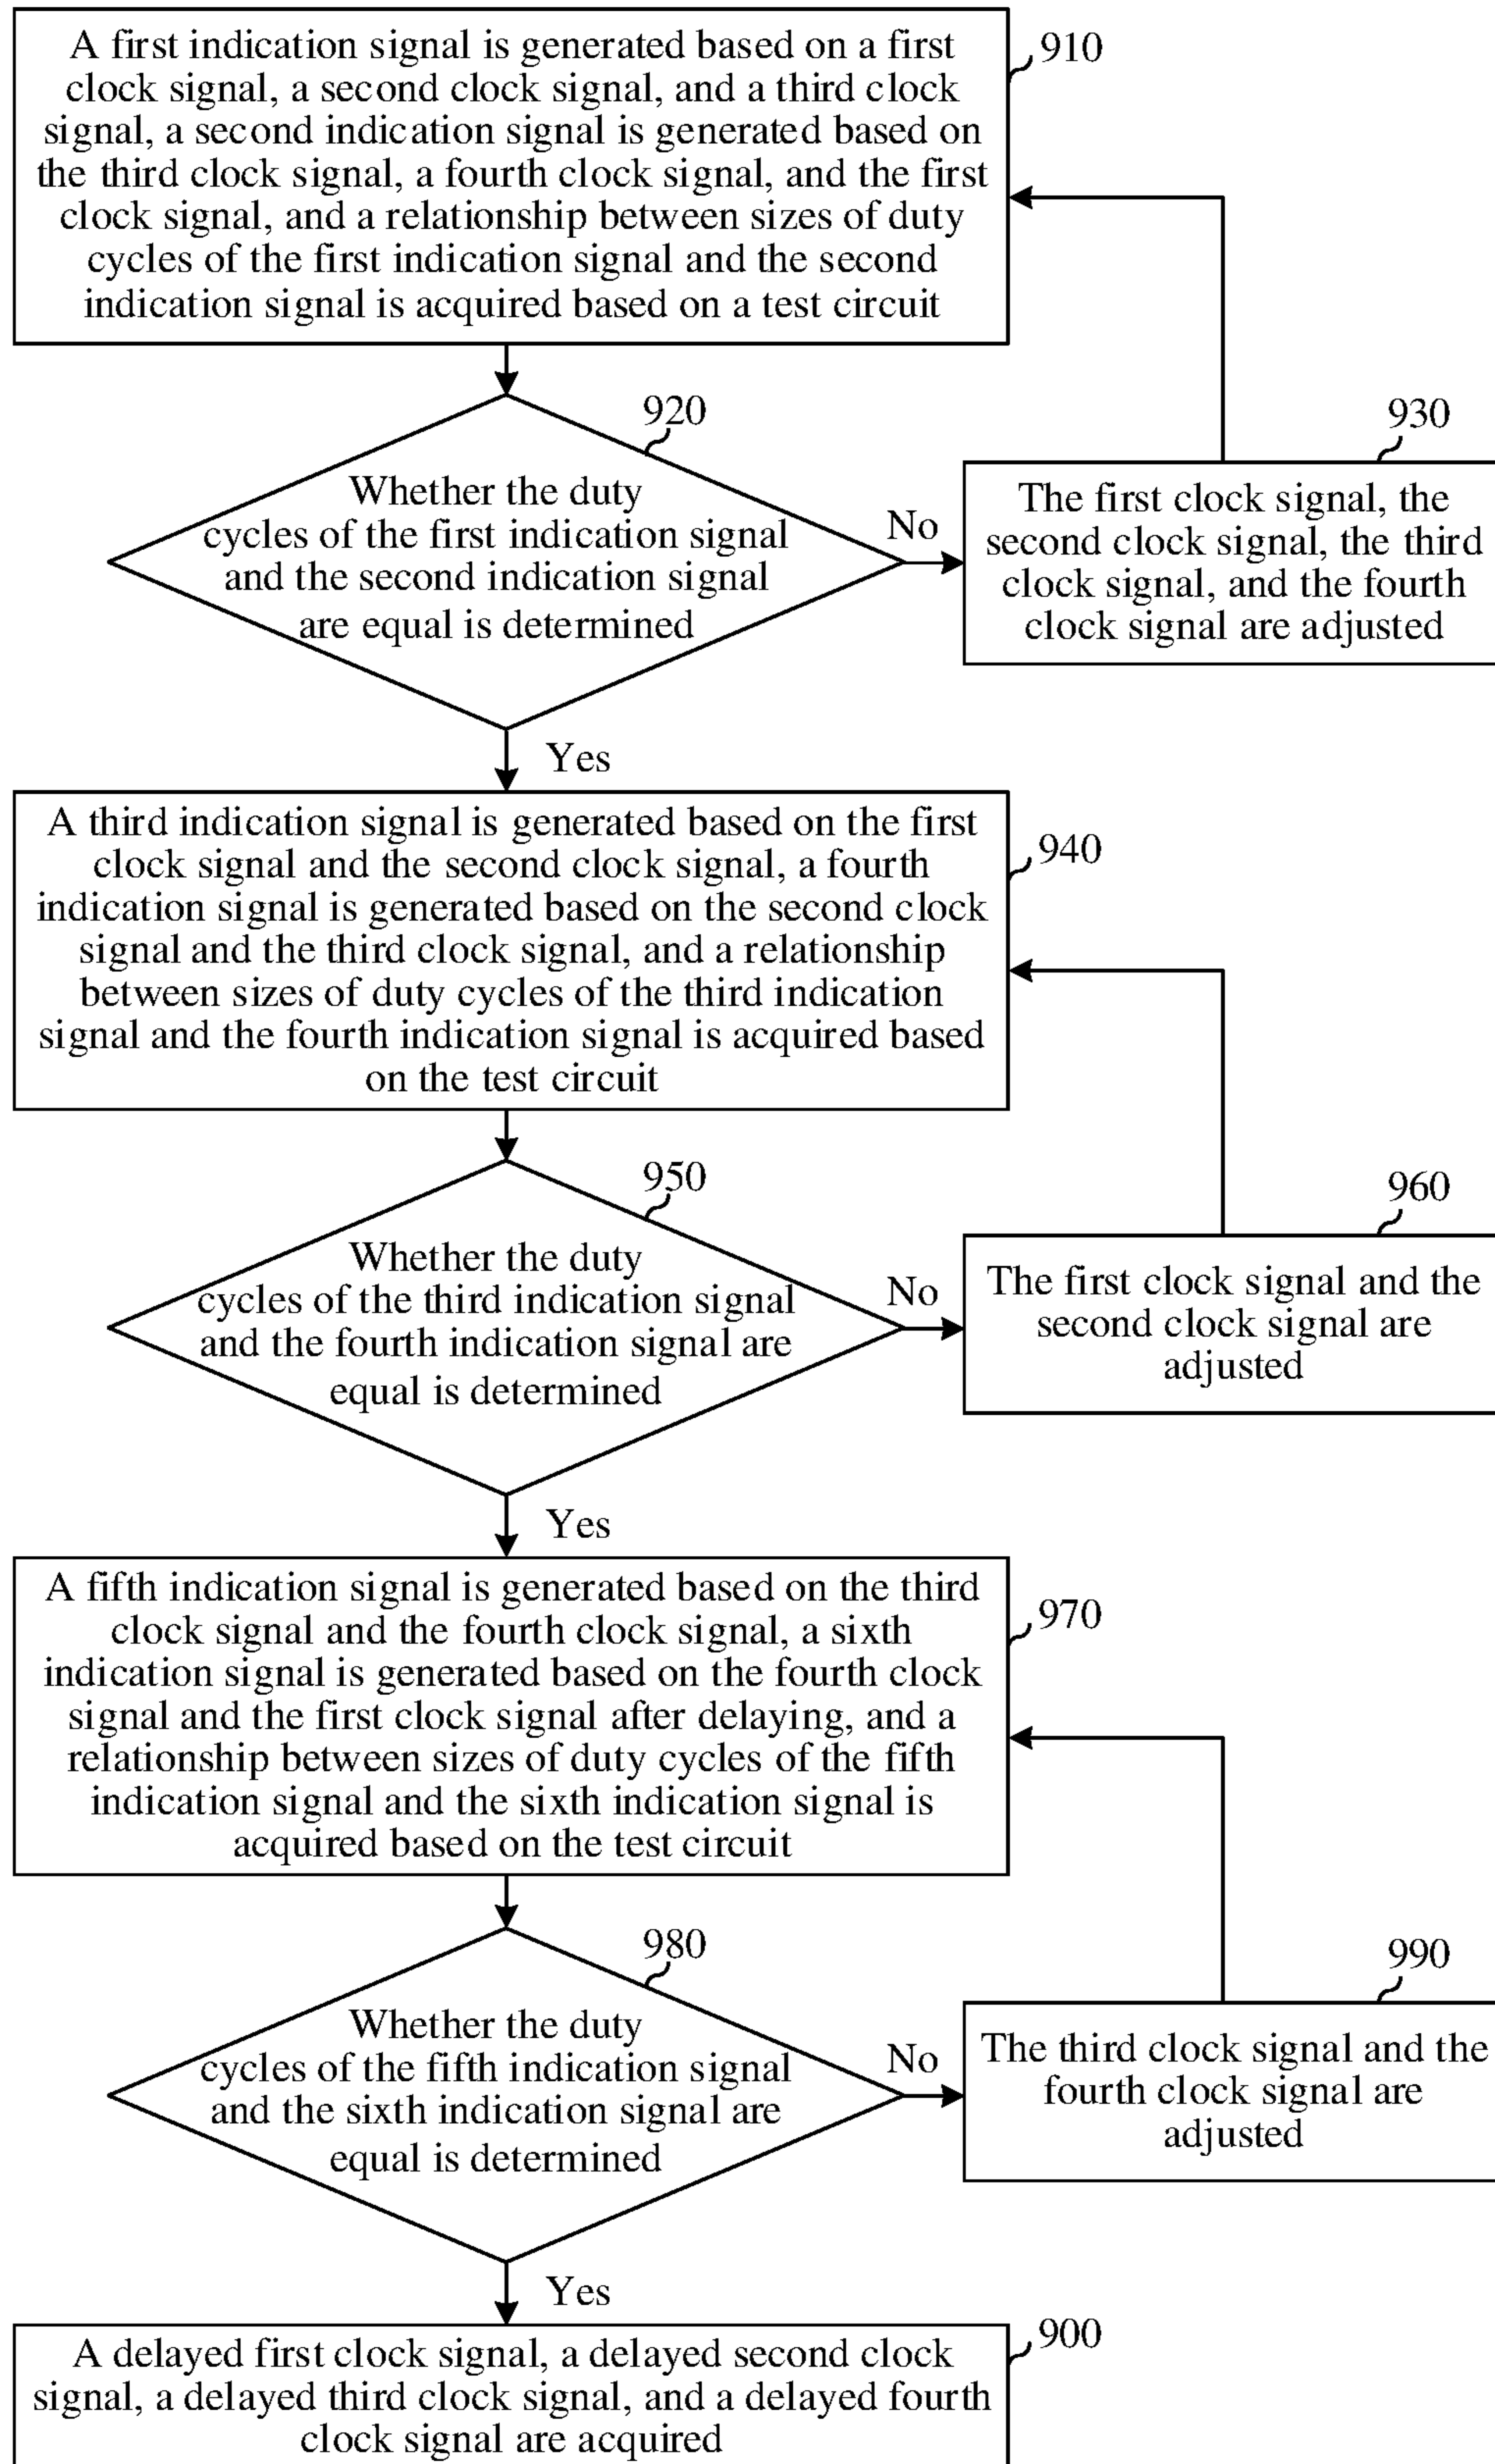 A first indication signal is generated based on a first
clock signal, a second clock signal, and a third clock
signal, a second indication signal is generated based on
the third clock signal, a fourth clock signal, and the first
clock signal, and a relationship between sizes of duty
cycles of the first indication signal and the second
indication signal is acquired based on a test circuit
910
920
Whether the duty
cycles of the first indication signal
and the second indication signal
are equal is determined
No
930
The first clock signal, the
second clock signal, the third
clock signal, and the fourth
clock signal are adjusted
Yes
A third indication signal is generated based on the first
clock signal and the second clock signal, a fourth
indication signal is generated based on the second clock
signal and the third clock signal, and a relationship
between sizes of duty cycles of the third indication
signal and the fourth indication signal is acquired based
on the test circuit
940
950
Whether the duty
cycles of the third indication signal
and the fourth indication signal are
equal is determined
No
960
The first clock signal and the
second clock signal are
adjusted
Yes
A fifth indication signal is generated based on the third
clock signal and the fourth clock signal, a sixth
indication signal is generated based on the fourth clock
signal and the first clock signal after delaying, and a
relationship between sizes of duty cycles of the fifth
indication signal and the sixth indication signal is
acquired based on the test circuit
970
980
Whether the duty
cycles of the fifth indication signal
and the sixth indication signal are
equal is determined
No
990
The third clock signal and the
fourth clock signal are
adjusted
Yes
A delayed first clock signal, a delayed second clock
signal, a delayed third clock signal, and a delayed fourth
clock signal are acquired
900